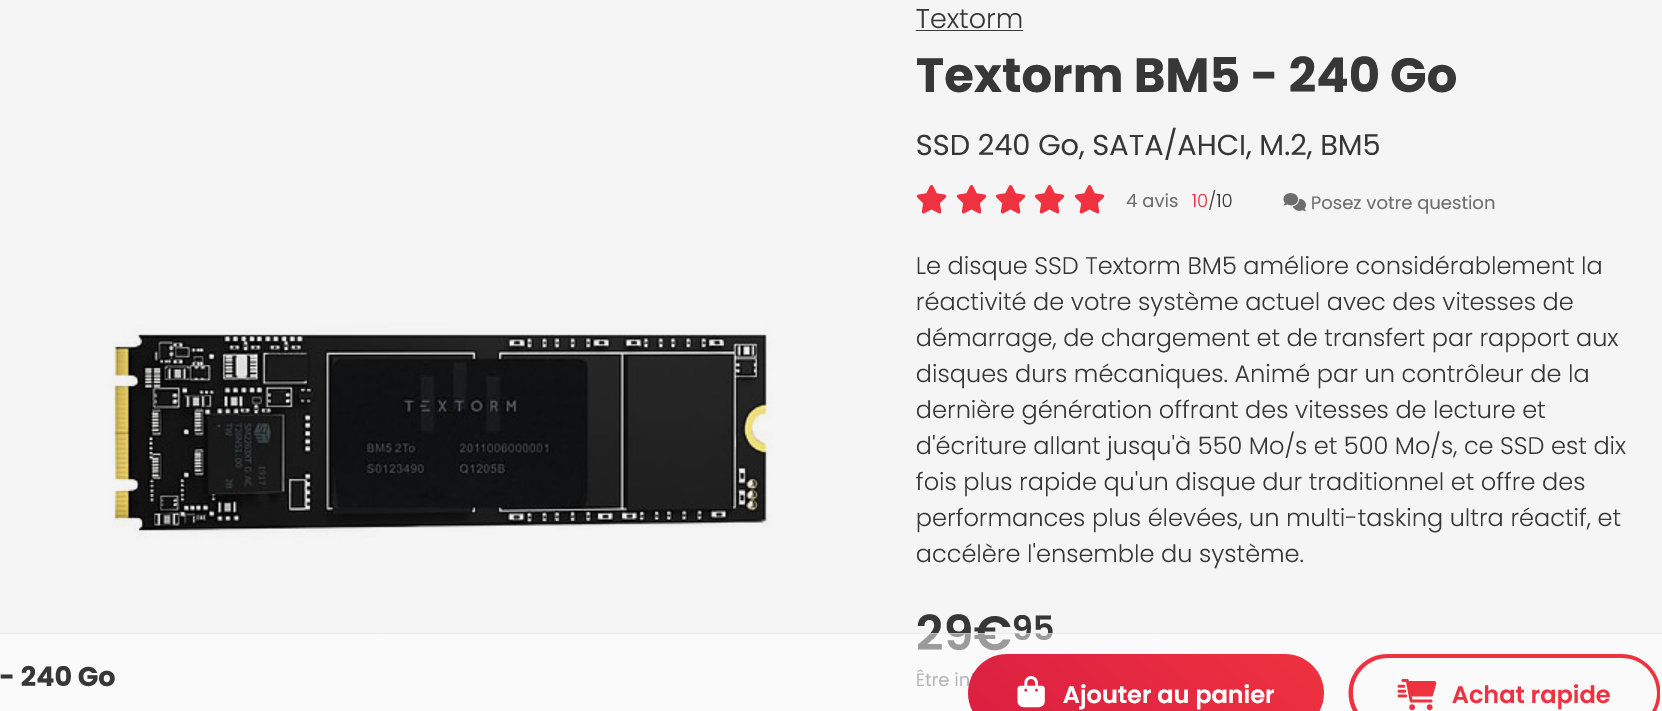 Textorm
Textorm BM5 - 240 Go
SSD 240 Go, SATA/AHCI, M.2, BM5
4 avis 10/10 Posez votre question
Le disque SSD Textorm BM5 améliore considérablement la
réactivité de votre système actuel avec des vitesses de
démarrage, de chargement et de transfert par rapport aux
disques durs mécaniques. Animé par un contrôleur de la
dernière génération offrant des vitesses de lecture et
d'écriture allant jusqu'à 550 Mo/s et 500 Mo/s, ce SSD est dix
fois plus rapide qu'un disque dur traditionnel et offre des
performances plus élevées, un multi-tasking ultra réactif, et
accélère l'ensemble du système.
TEXTORM
BM5 2To 2011006000001
S0123490 Q1205B
29€95
- 240 Go
Être in
Ajouter au panier
Achat rapide